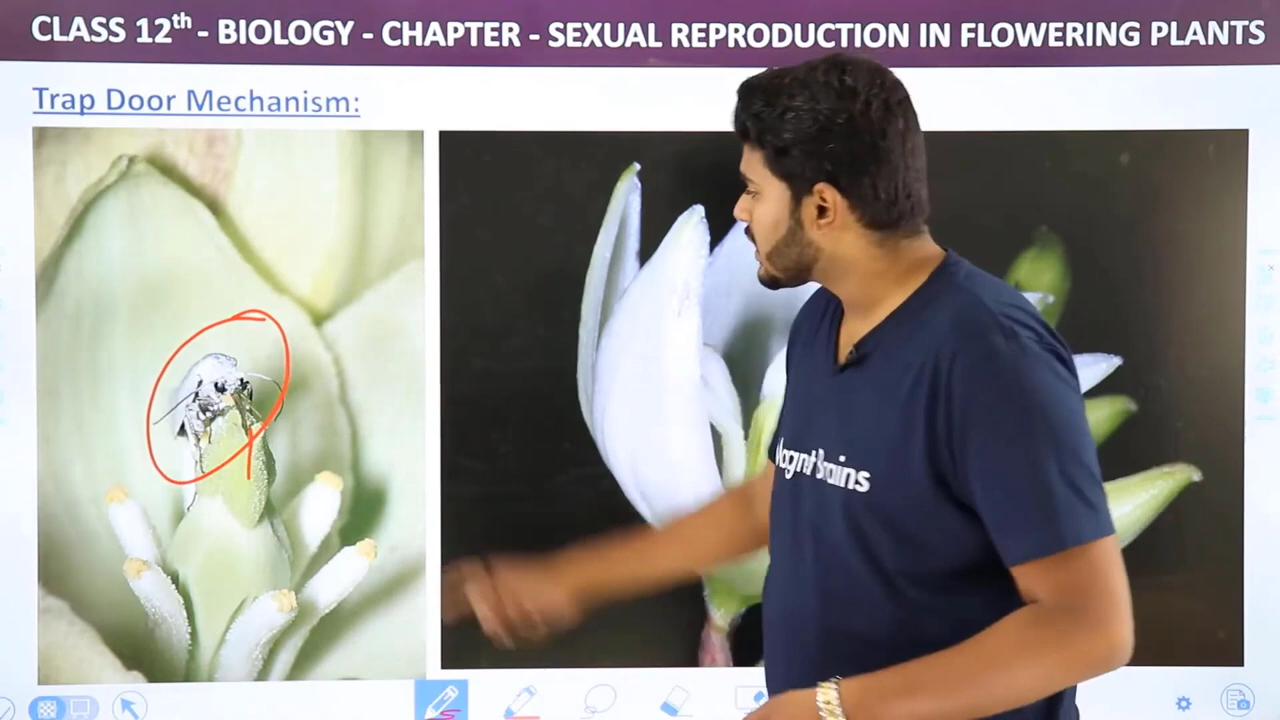 CLASS 12th - BIOLOGY - CHAPTER - SEXUAL REPRODUCTION IN FLOWERING PLANTS
Trap Door Mechanism:
Magnet Brains